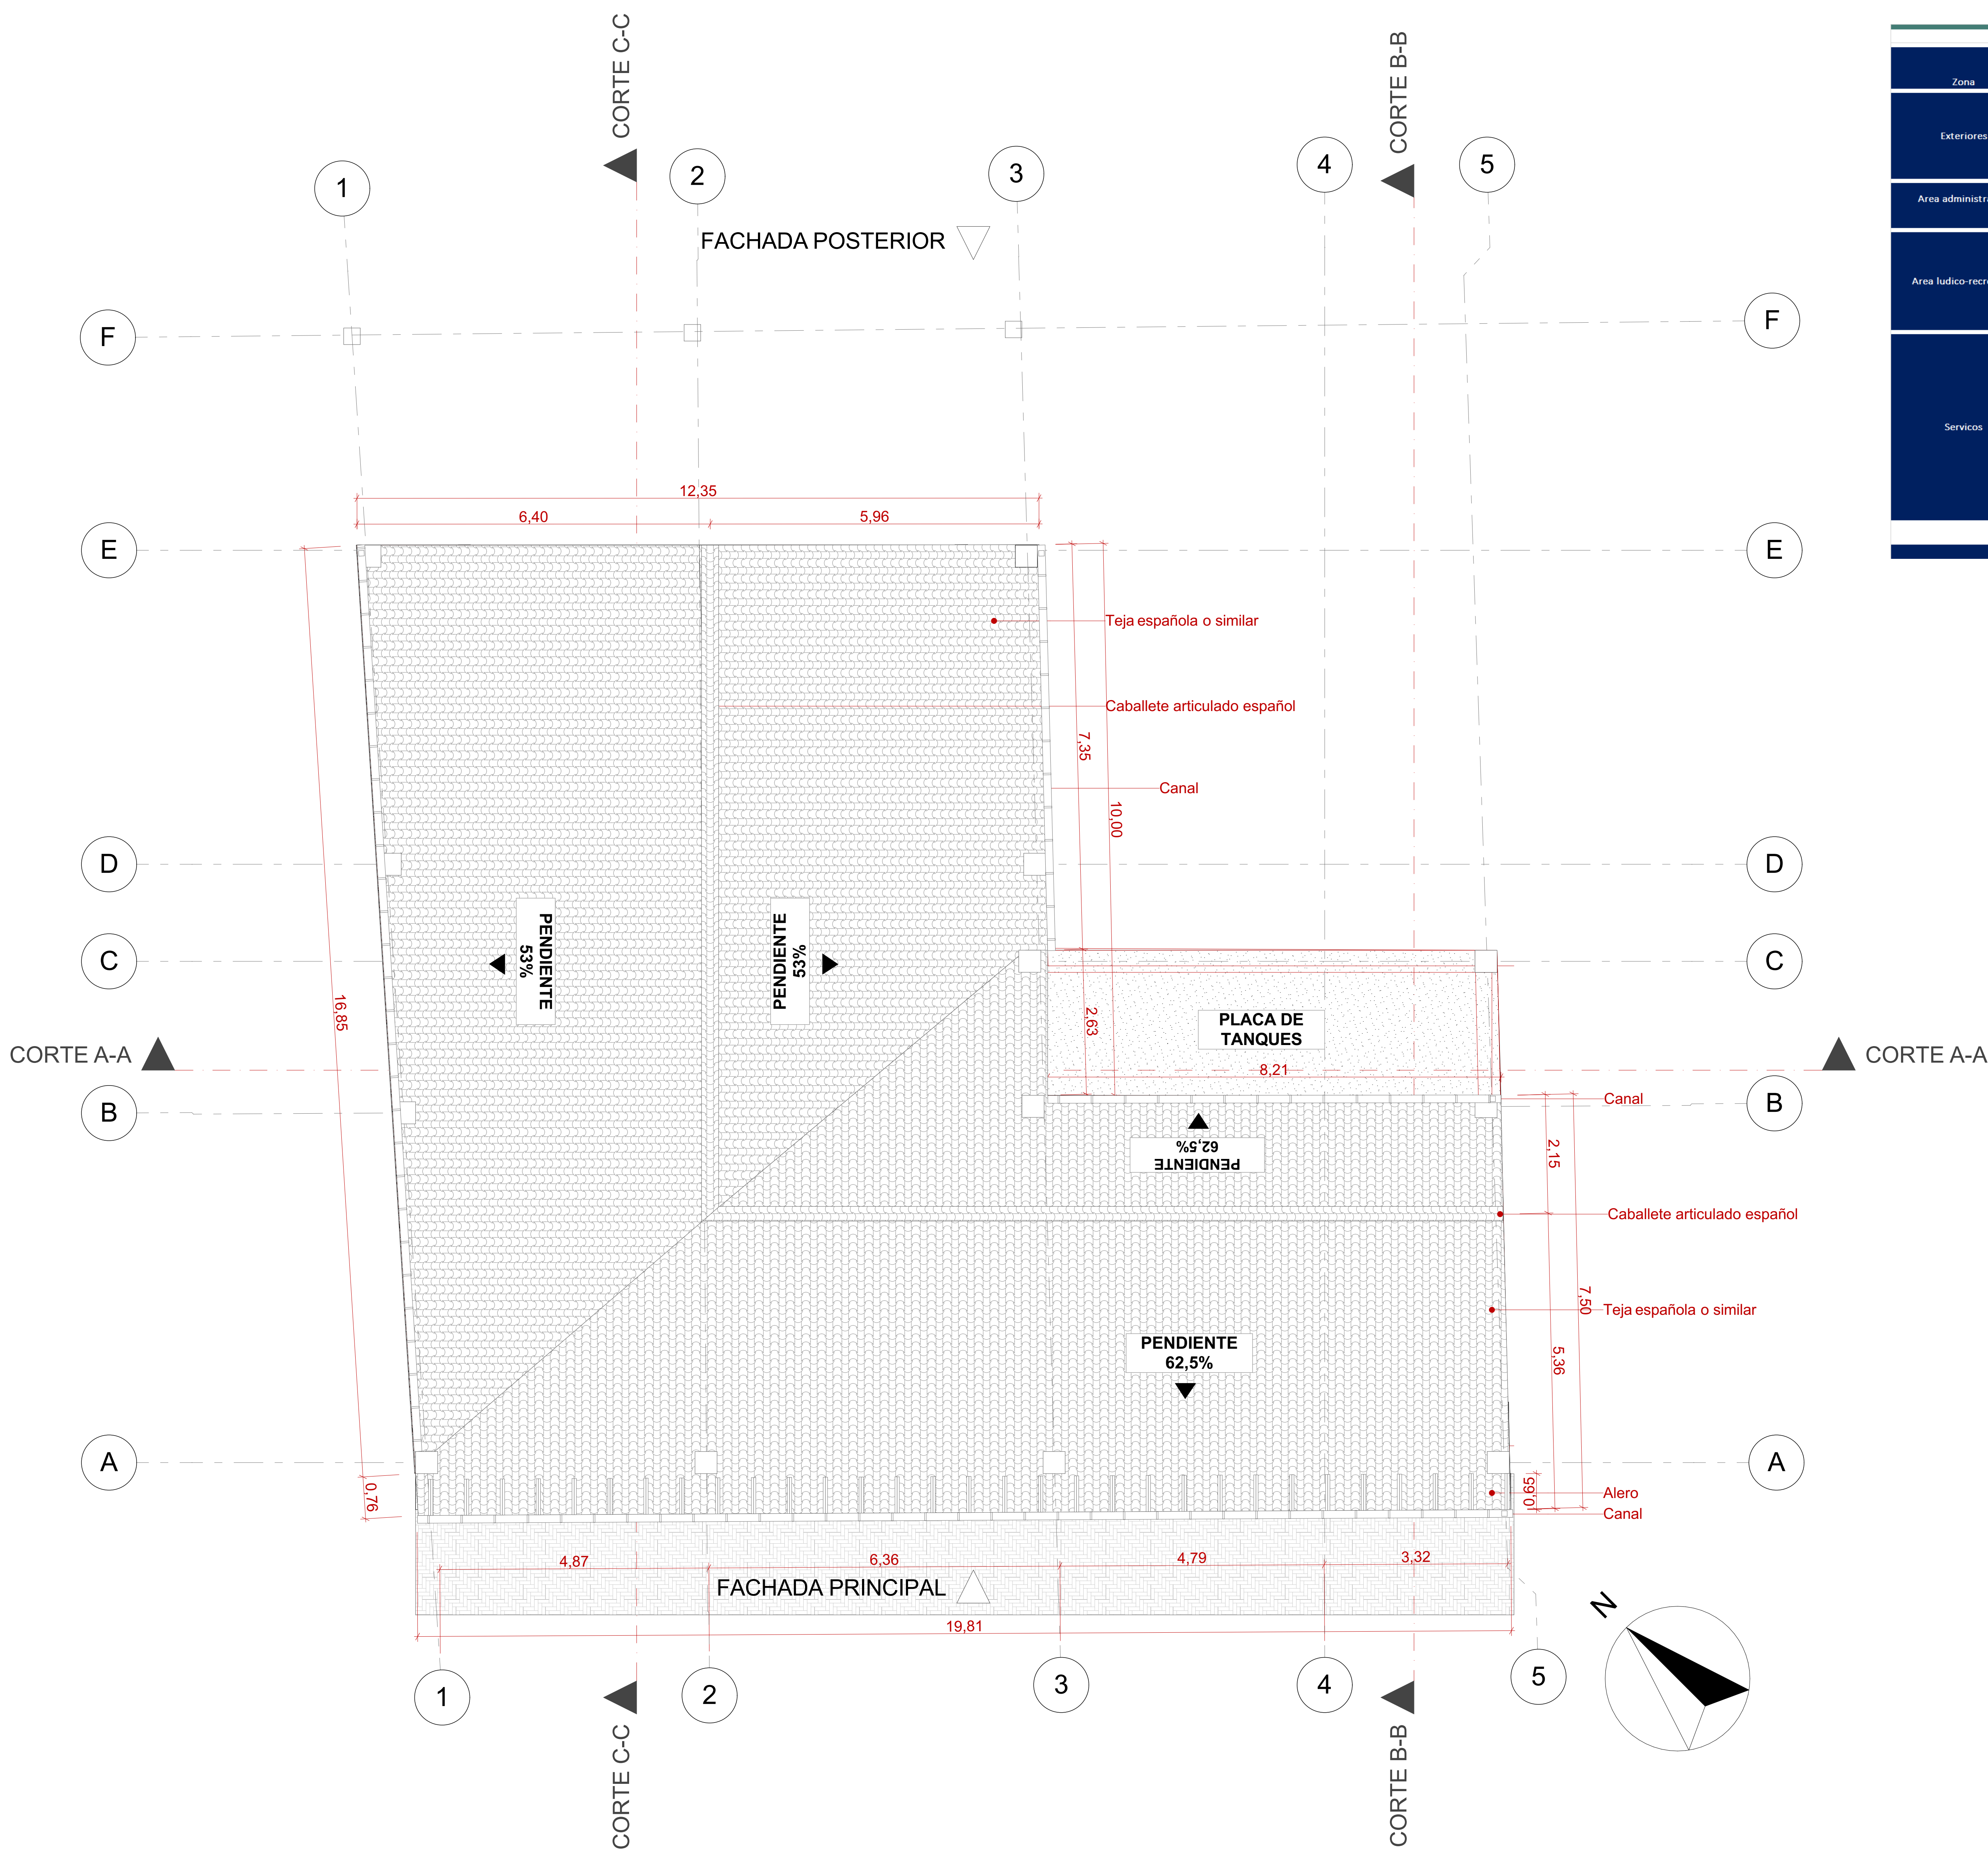 CORTE C-C
CORTE B-B
1
2
3
4
5
FACHADA POSTERIOR
F
F
12,35
6,40
5,96
E
E
Teja española o similar
Caballete articulado español
7,35
Canal
10,00
D
D
PENDIENTE
53%
PENDIENTE
53%
C
C
16,85
2,63
PLACA DE
TANQUES
CORTE A-A
CORTE A-A
8,21
Canal
B
B
PENDIENTE
62,5%
2,15
Caballete articulado español
7,50
Teja española o similar
PENDIENTE
62,5%
5,36
A
A
0,76
0,65
Alero
Canal
4,87
6,36
4,79
3,32
FACHADA PRINCIPAL
19,81
N
1
2
3
4
5
CORTE C-C
CORTE B-B
Zona
Exteriores
Area
Area
Servicos